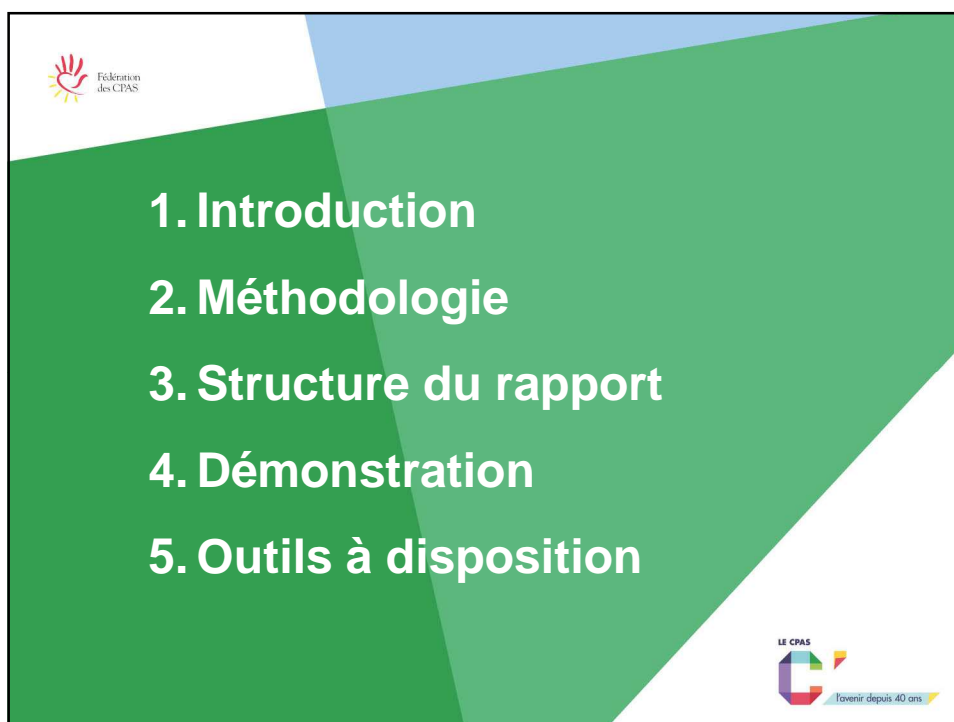 Fédération
des CPAS
1. Introduction
2. Méthodologie
3. Structure du rapport
4. Démonstration
5. Outils à disposition
LE CPAS
C'
l'avenir depuis 40 ans